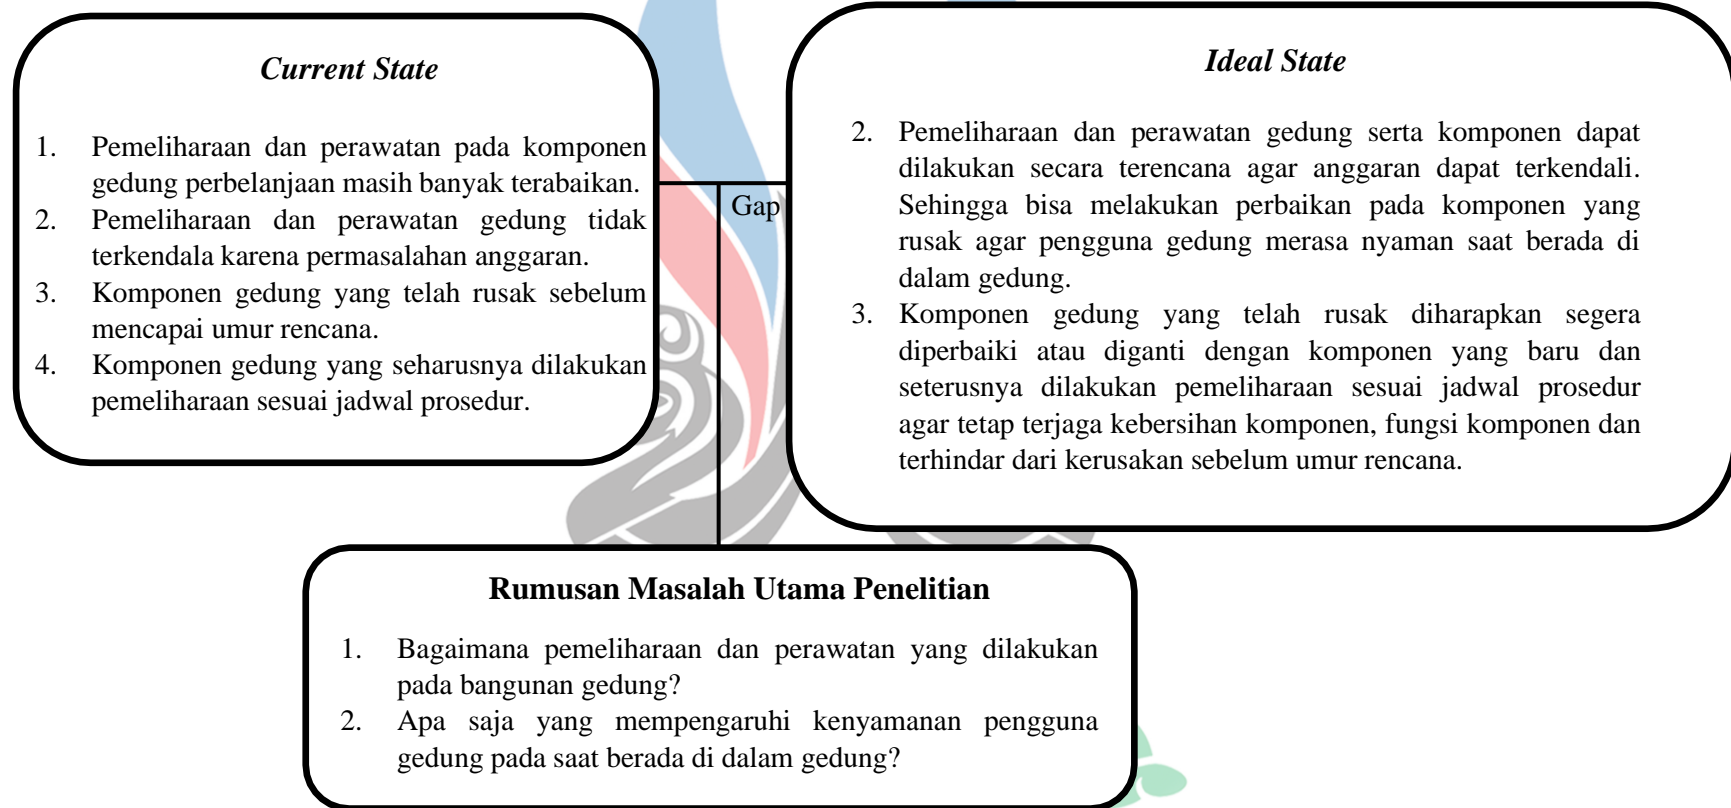 Current State
1. Pemeliharaan dan perawatan pada komponen
gedung perbelanjaan masih banyak terabaikan.
2. Pemeliharaan dan perawatan gedung tidak
terkendala karena permasalahan anggaran.
3. Komponen gedung yang telah rusak sebelum
mencapai umur rencana.
4. Komponen gedung yang seharusnya dilakukan
pemeliharaan sesuai jadwal prosedur.
Gap
Ideal State
2. Pemeliharaan dan perawatan gedung serta komponen dapat
dilakukan secara terencana agar anggaran dapat terkendali.
Sehingga bisa melakukan perbaikan pada komponen yang
rusak agar pengguna gedung merasa nyaman saat berada di
dalam gedung.
3. Komponen gedung yang telah rusak diharapkan segera
diperbaiki atau diganti dengan komponen yang baru dan
seterusnya dilakukan pemeliharaan sesuai jadwal prosedur
agar tetap terjaga kebersihan komponen, fungsi komponen dan
terhindar dari kerusakan sebelum umur rencana.
Rumusan Masalah Utama Penelitian
1. Bagaimana pemeliharaan dan perawatan yang dilakukan
pada bangunan gedung?
2. Apa saja yang mempengaruhi kenyamanan pengguna
gedung pada saat berada di dalam gedung?